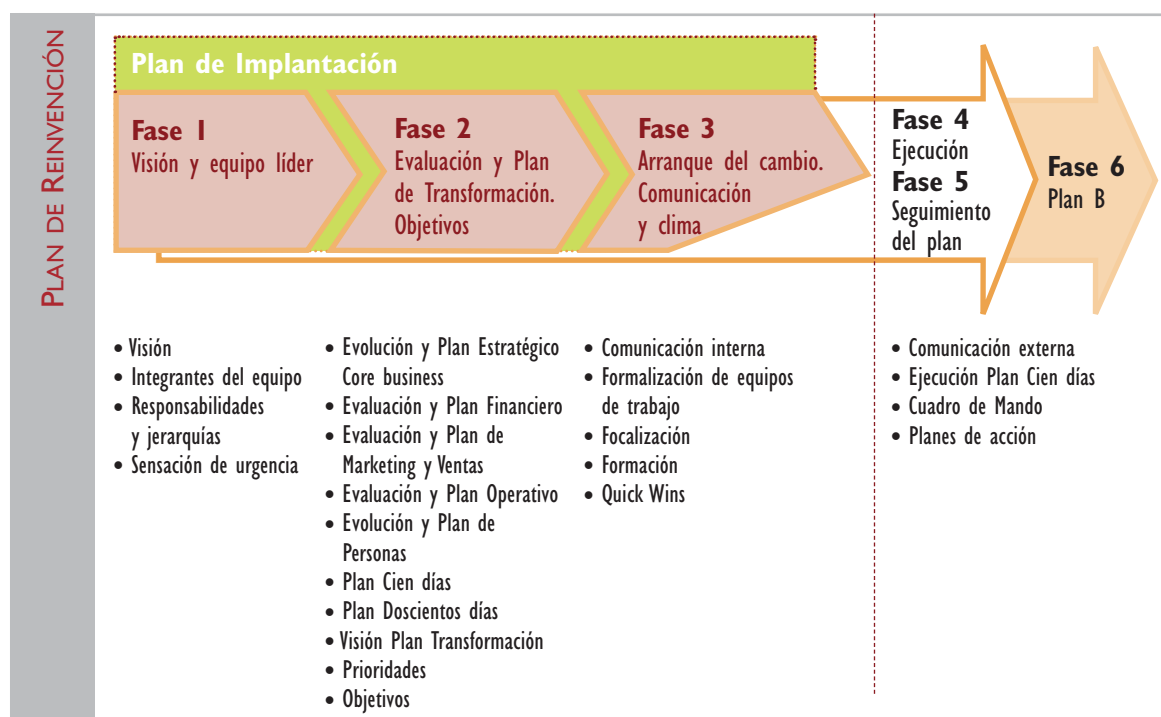 PLAN DE REINVENCIÓN
Plan de Implantación
Fase 1
Visión y equipo líder
Fase 2
Evaluación y Plan
de Transformación.
Objetivos
Fase 3
Arranque del cambio.
Comunicación
y clima
Fase 4
Ejecución
Fase 5
Seguimiento
del plan
Fase 6
Plan B
• Visión
• Integrantes del equipo
• Responsabilidades
y jerarquías
• Sensación de urgencia
• Evolución y Plan Estratégico
Core business
• Evaluación y Plan Financiero
• Evaluación y Plan de
Marketing y Ventas
• Evaluación y Plan Operativo
• Evolución y Plan de
Personas
• Plan Cien días
• Plan Doscientos días
• Visión Plan Transformación
• Prioridades
• Objetivos
• Comunicación interna
• Formalización de equipos
de trabajo
• Focalización
• Formación
• Quick Wins
• Comunicación externa
• Ejecución Plan Cien días
• Cuadro de Mando
• Planes de acción